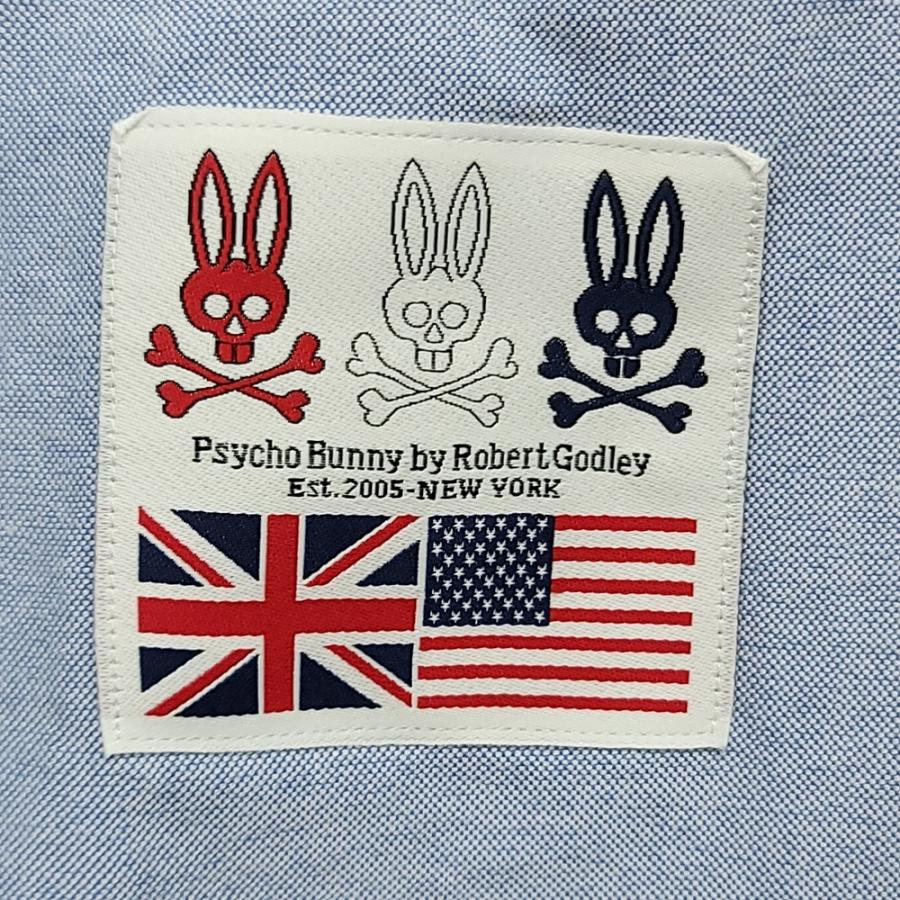 Psycho Bunny by Robert Godley
Est.2005-NEW YORK